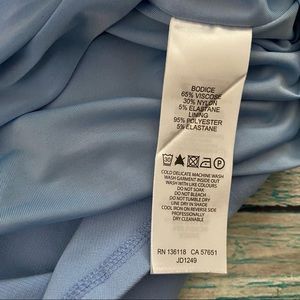 BODICE
65% VISCOSE
30% NYLON
5% ELASTANE
LINING
95% POLYESTER
5% ELASTANE
30
COLD DELICATE MACHINE WASH
WASH GARMENT INSIDE OUT
WASH WITH LIKE COLOURS
DO NOT SOAK
DO NOT BLEACH
DO NOT TUMBLE DRY
LINE DRY IN SHADE
COOL IRON ON REVERSE SIDE
PROFESSIONALLY
DRY CLEANABLE
RN 136118 CA 57651
JD1249